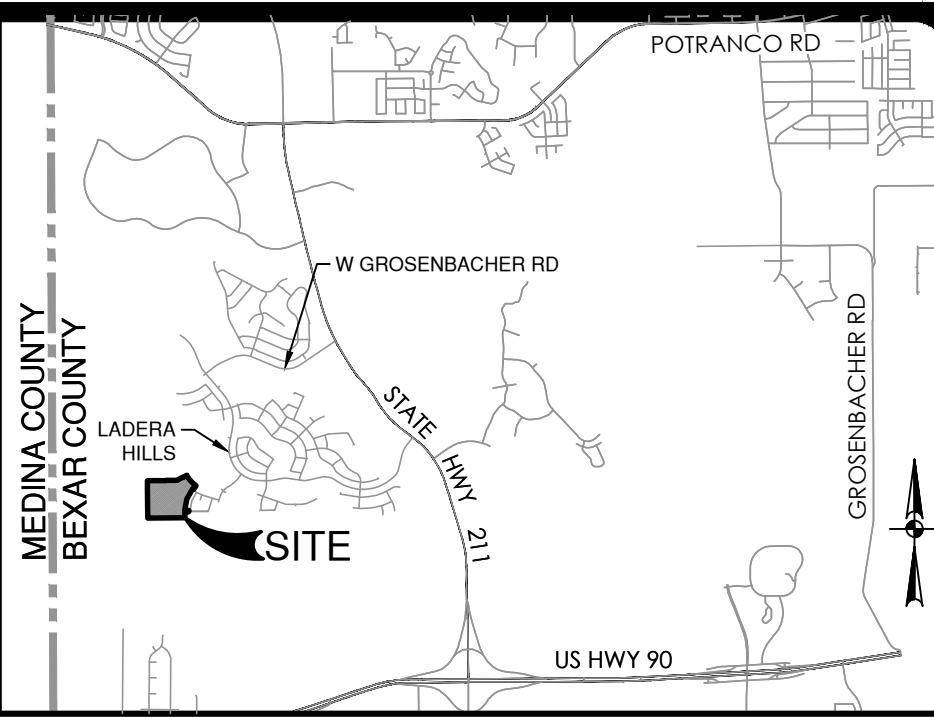 POTRANCO RD
W GROSENBACHER RD
GROSENBACHER RD
MEDINA COUNTY
BEXAR COUNTY
STATE HWY 211
LADERA
HILLS
SITE
US HWY 90